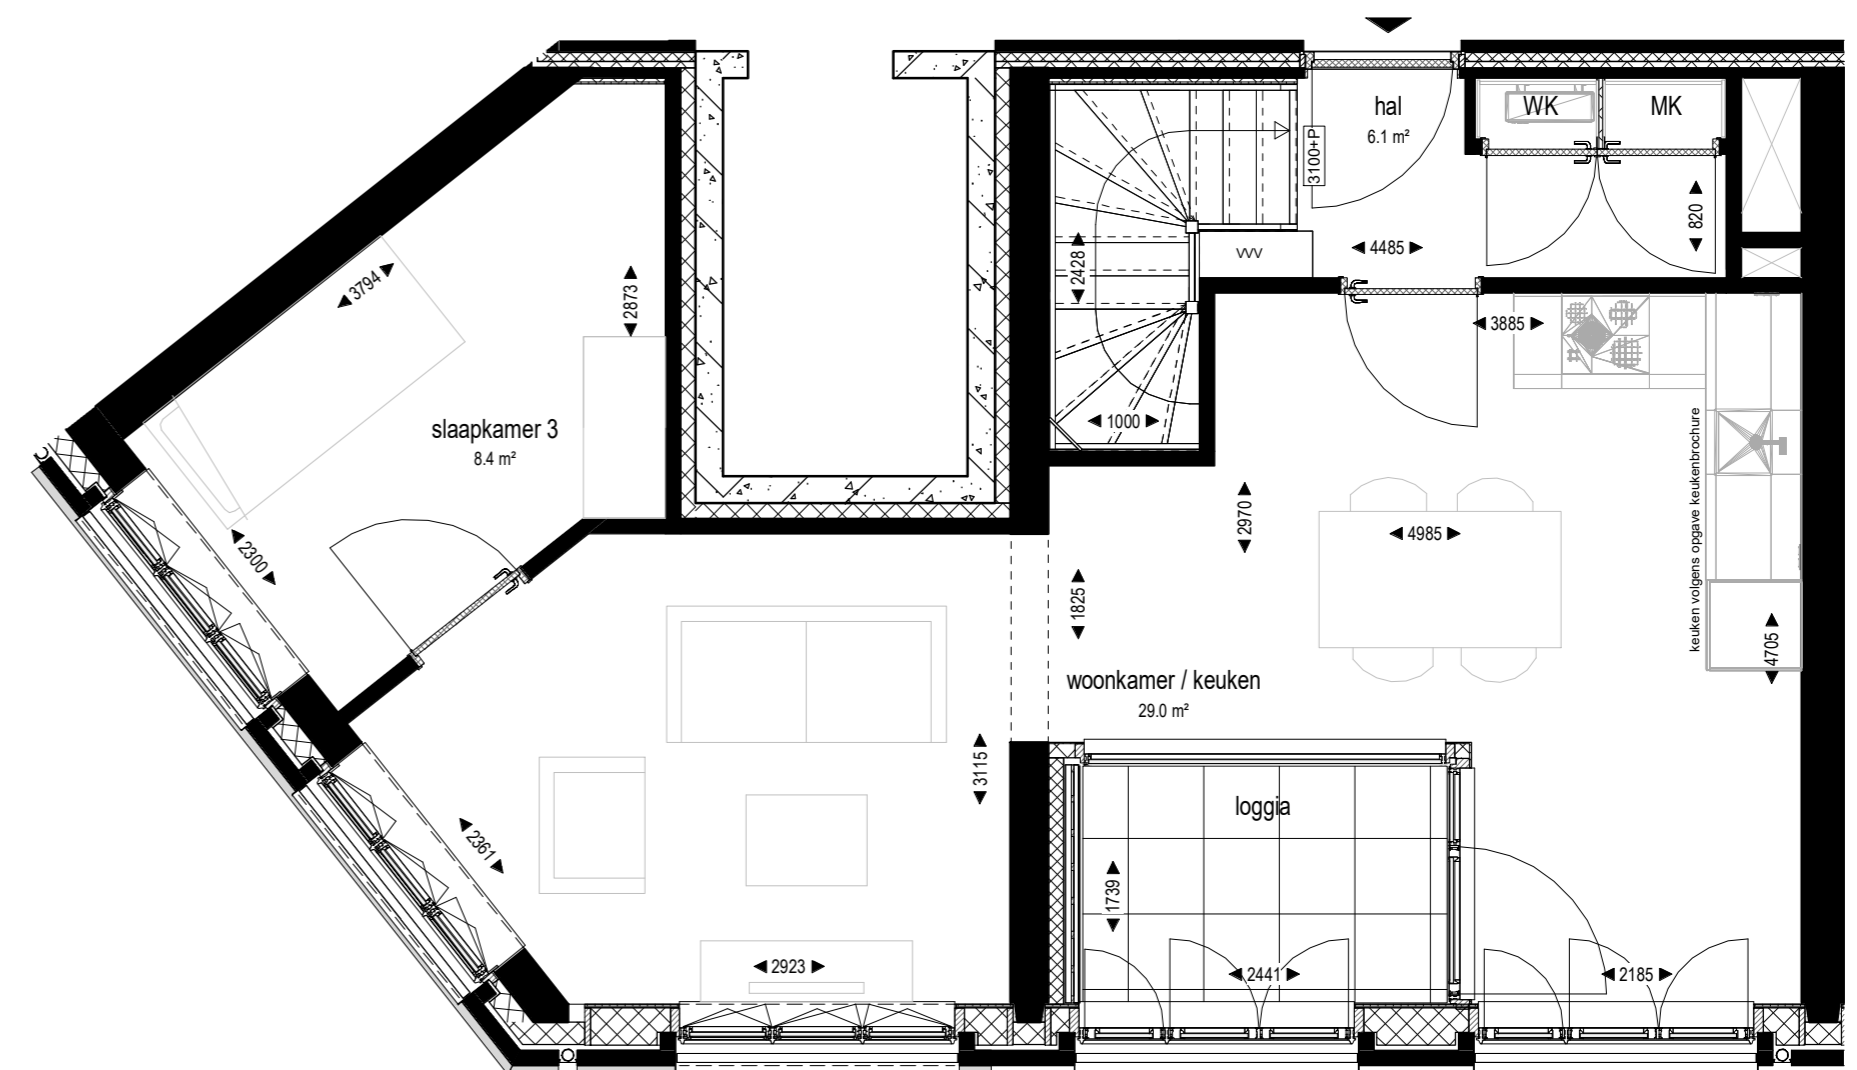 hal
6.1 m²
WK
MK
3100+P
820
4485
3794
2873
2428
VVV
3885
1000
slaapkamer 3
8.4 m²
keuken volgens opgave keukenbrochure
2970
4985
2300
1825
4705
woonkamer / keuken
29.0 m²
3115
loggia
2361
1739
2923
2441
2185